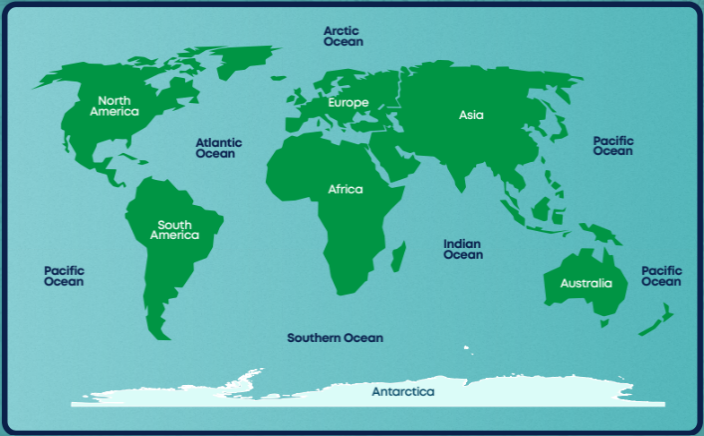 Arctic
Ocean
North
America
Europe
Asia
Atlantic
Ocean
Pacific
Ocean
Africa
South
America
Indian
Ocean
Pacific
Ocean
Australia
Pacific
Ocean
Southern Ocean
Antarctica